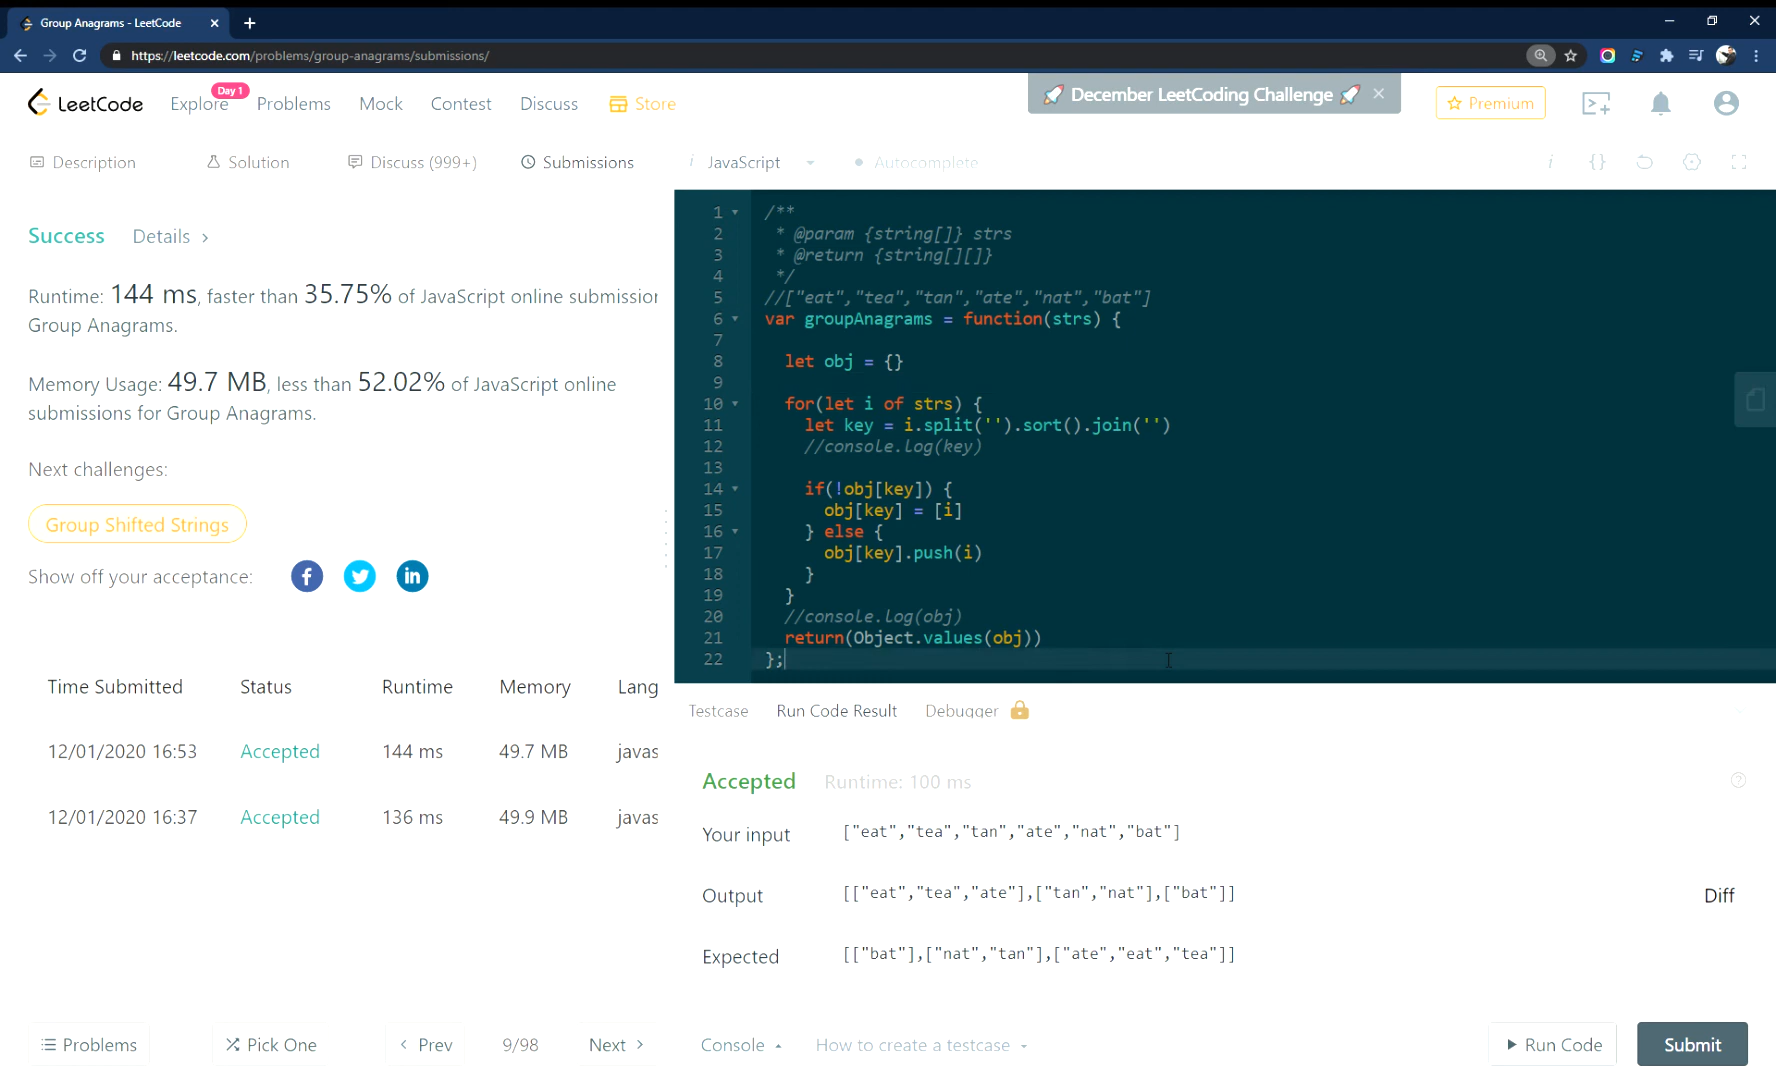 Group Anagrams - LeetCode
https://leetcode.com/problems/group-anagrams/submissions/
LeetCode
Explore
Day 1
Problems
Mock
Contest
Discuss
Store
🚀 December LeetCoding Challenge 🚀
Premium
Description
Solution
Discuss (999+)
Submissions
i JavaScript
Autocomplete
Success
Details
Runtime: 144 ms, faster than 35.75% of JavaScript online submission
Group Anagrams.
Memory Usage: 49.7 MB, less than 52.02% of JavaScript online
submissions for Group Anagrams.
Next challenges:
Group Shifted Strings
Show off your acceptance:
Time Submitted Status Runtime Memory Lang
12/01/2020 16:53 Accepted 144 ms 49.7 MB javas
12/01/2020 16:37 Accepted 136 ms 49.9 MB javas
Problems
Pick One
Prev
9/98
Next
1 /**
2 * @param {string[]} strs
3 * @return {string[][]}
4 */
5 //["eat","tea","tan","ate","nat","bat"]
6 var groupAnagrams = function(strs) {
7
8 let obj = {}
9
10 for(let i of strs) {
11 let key = i.split('').sort().join('')
12 //console.log(key)
13
14 if(!obj[key]) {
15 obj[key] = [i]
16 } else {
17 obj[key].push(i)
18 }
19 }
20 //console.log(obj)
21 return(Object.values(obj))
22 };
Testcase
Run Code Result
Debugger
Accepted Runtime: 100 ms
Your input ["eat","tea","tan","ate","nat","bat"]
Output [["eat","tea","ate"],["tan","nat"],["bat"]]
Diff
Expected [["bat"],["nat","tan"],["ate","eat","tea"]]
Console
How to create a testcase
Run Code
Submit